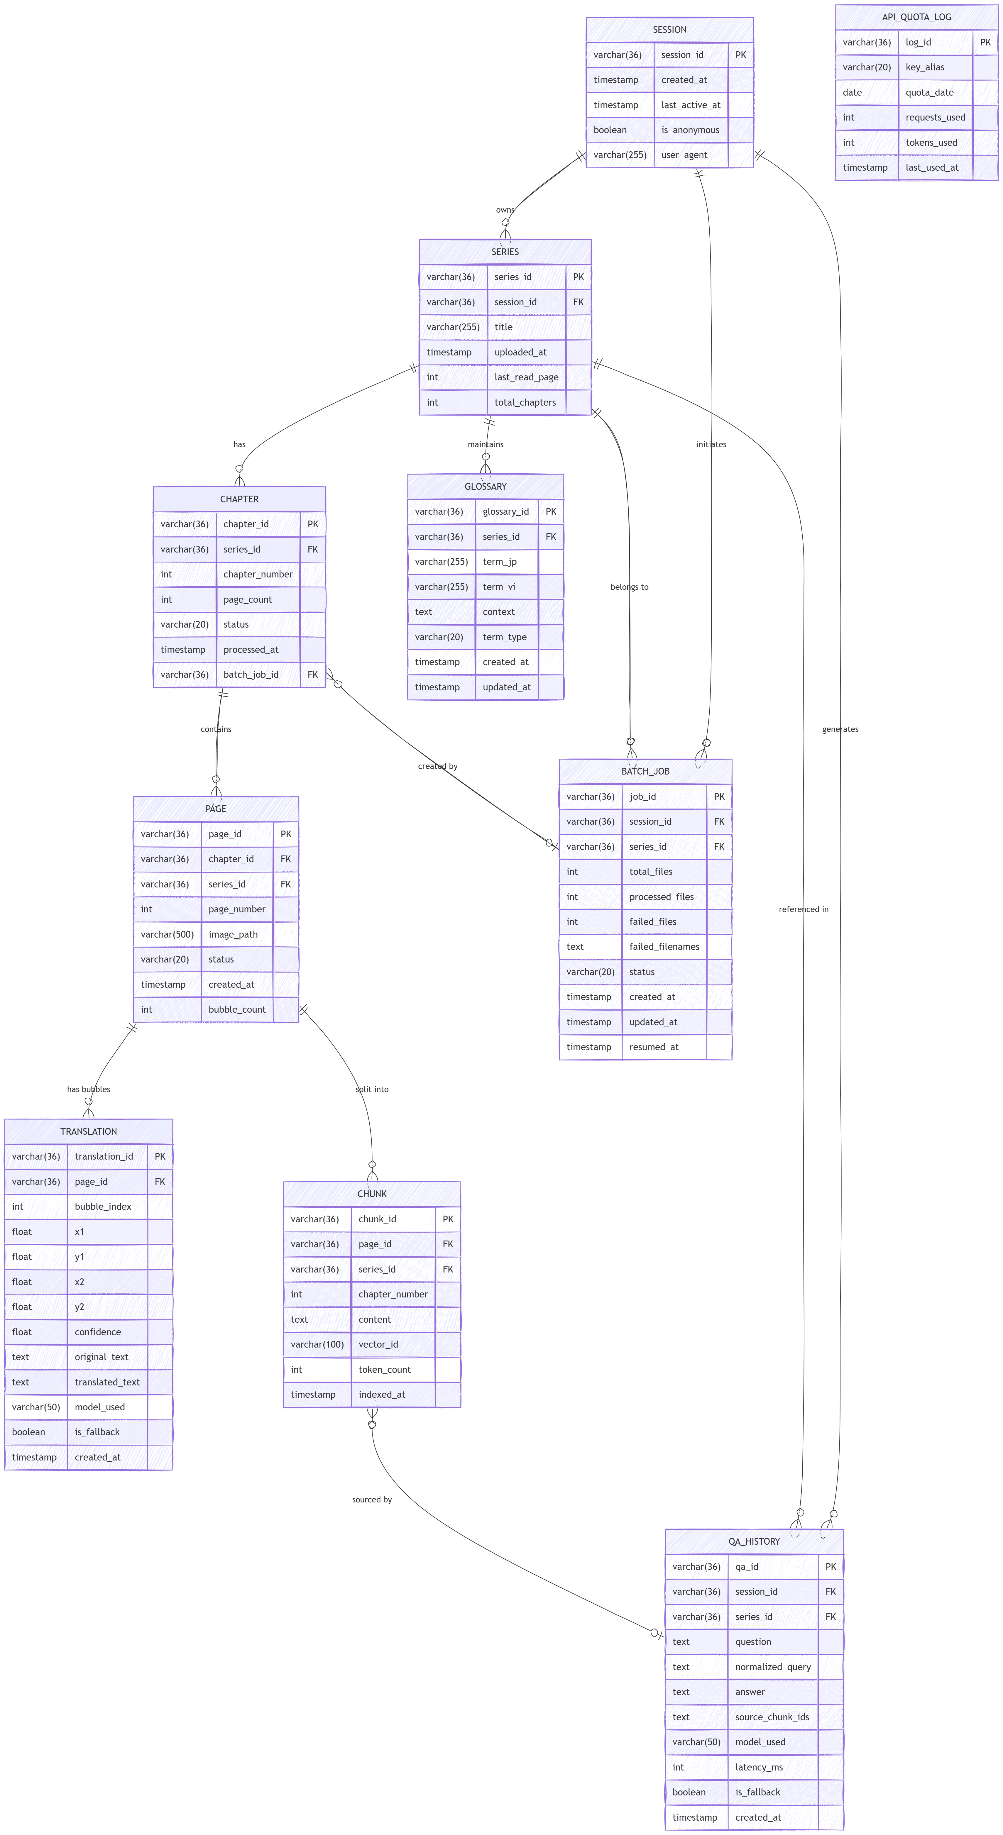 SESSION
varchar(36) session_id PK
timestamp created_at
timestamp last_active_at
boolean is_anonymous
varchar(255) user_agent
API_QUOTA_LOG
varchar(36) log_id PK
varchar(20) key_alias
date quota_date
int requests_used
int tokens_used
timestamp last_used_at
owns
SERIES
varchar(36) series_id PK
varchar(36) session_id FK
varchar(255) title
timestamp uploaded_at
int last_read_page
int total_chapters
has
maintains
initiates
CHAPTER
varchar(36) chapter_id PK
varchar(36) series_id FK
int chapter_number
int page_count
varchar(20) status
timestamp processed_at
varchar(36) batch_job_id FK
GLOSSARY
varchar(36) glossary_id PK
varchar(36) series_id FK
varchar(255) term_jp
varchar(255) term_vi
text context
varchar(20) term_type
timestamp created_at
timestamp updated_at
belongs to
contains
generates
created by
BATCH_JOB
varchar(36) job_id PK
varchar(36) session_id FK
varchar(36) series_id FK
int total_files
int processed_files
int failed_files
text failed_filenames
varchar(20) status
timestamp created_at
timestamp updated_at
timestamp resumed_at
PAGE
varchar(36) page_id PK
varchar(36) chapter_id FK
varchar(36) series_id FK
int page_number
varchar(500) image_path
varchar(20) status
timestamp created_at
int bubble_count
referenced in
has bubbles
split into
TRANSLATION
varchar(36) translation_id PK
varchar(36) page_id FK
int bubble_index
float x1
float y1
float x2
float y2
float confidence
text original_text
text translated_text
varchar(50) model_used
boolean is_fallback
timestamp created_at
CHUNK
varchar(36) chunk_id PK
varchar(36) page_id FK
varchar(36) series_id FK
int chapter_number
text content
varchar(100) vector_id
int token_count
timestamp indexed_at
sourced by
QA_HISTORY
varchar(36) qa_id PK
varchar(36) session_id FK
varchar(36) series_id FK
text question
text normalized_query
text answer
text source_chunk_ids
varchar(50) model_used
int latency_ms
boolean is_fallback
timestamp created_at